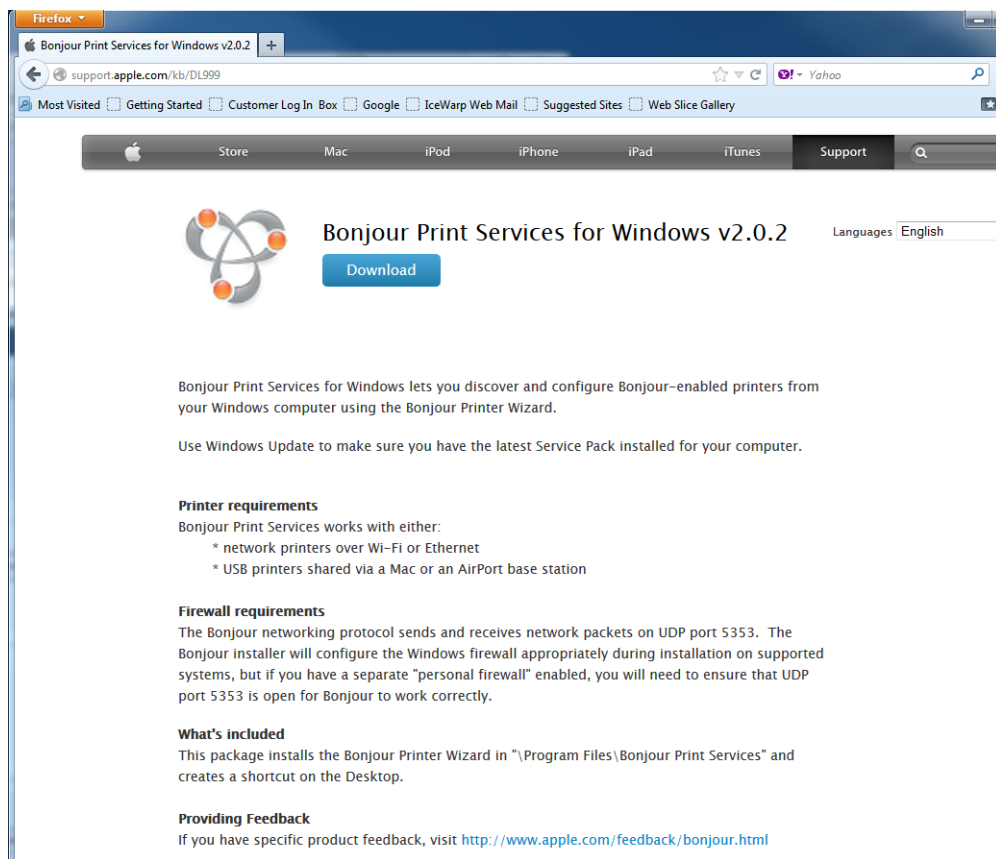 Firefox
Bonjour Print Services for Windows v2.0.2 +
support.apple.com/kb/DL999 Yahoo
Most Visited Getting Started Customer Log In Box Google IceWarp Web Mail Suggested Sites Web Slice Gallery
Store Mac iPod iPhone iPad iTunes Support
Bonjour Print Services for Windows v2.0.2
Languages English
Download
Bonjour Print Services for Windows lets you discover and configure Bonjour-enabled printers from
your Windows computer using the Bonjour Printer Wizard.
Use Windows Update to make sure you have the latest Service Pack installed for your computer.
Printer requirements
Bonjour Print Services works with either:
* network printers over Wi-Fi or Ethernet
* USB printers shared via a Mac or an AirPort base station
Firewall requirements
The Bonjour networking protocol sends and receives network packets on UDP port 5353. The
Bonjour installer will configure the Windows firewall appropriately during installation on supported
systems, but if you have a separate "personal firewall" enabled, you will need to ensure that UDP
port 5353 is open for Bonjour to work correctly.
What's included
This package installs the Bonjour Printer Wizard in "\Program Files\Bonjour Print Services" and
creates a shortcut on the Desktop.
Providing Feedback
If you have specific product feedback, visit http://www.apple.com/feedback/bonjour.html